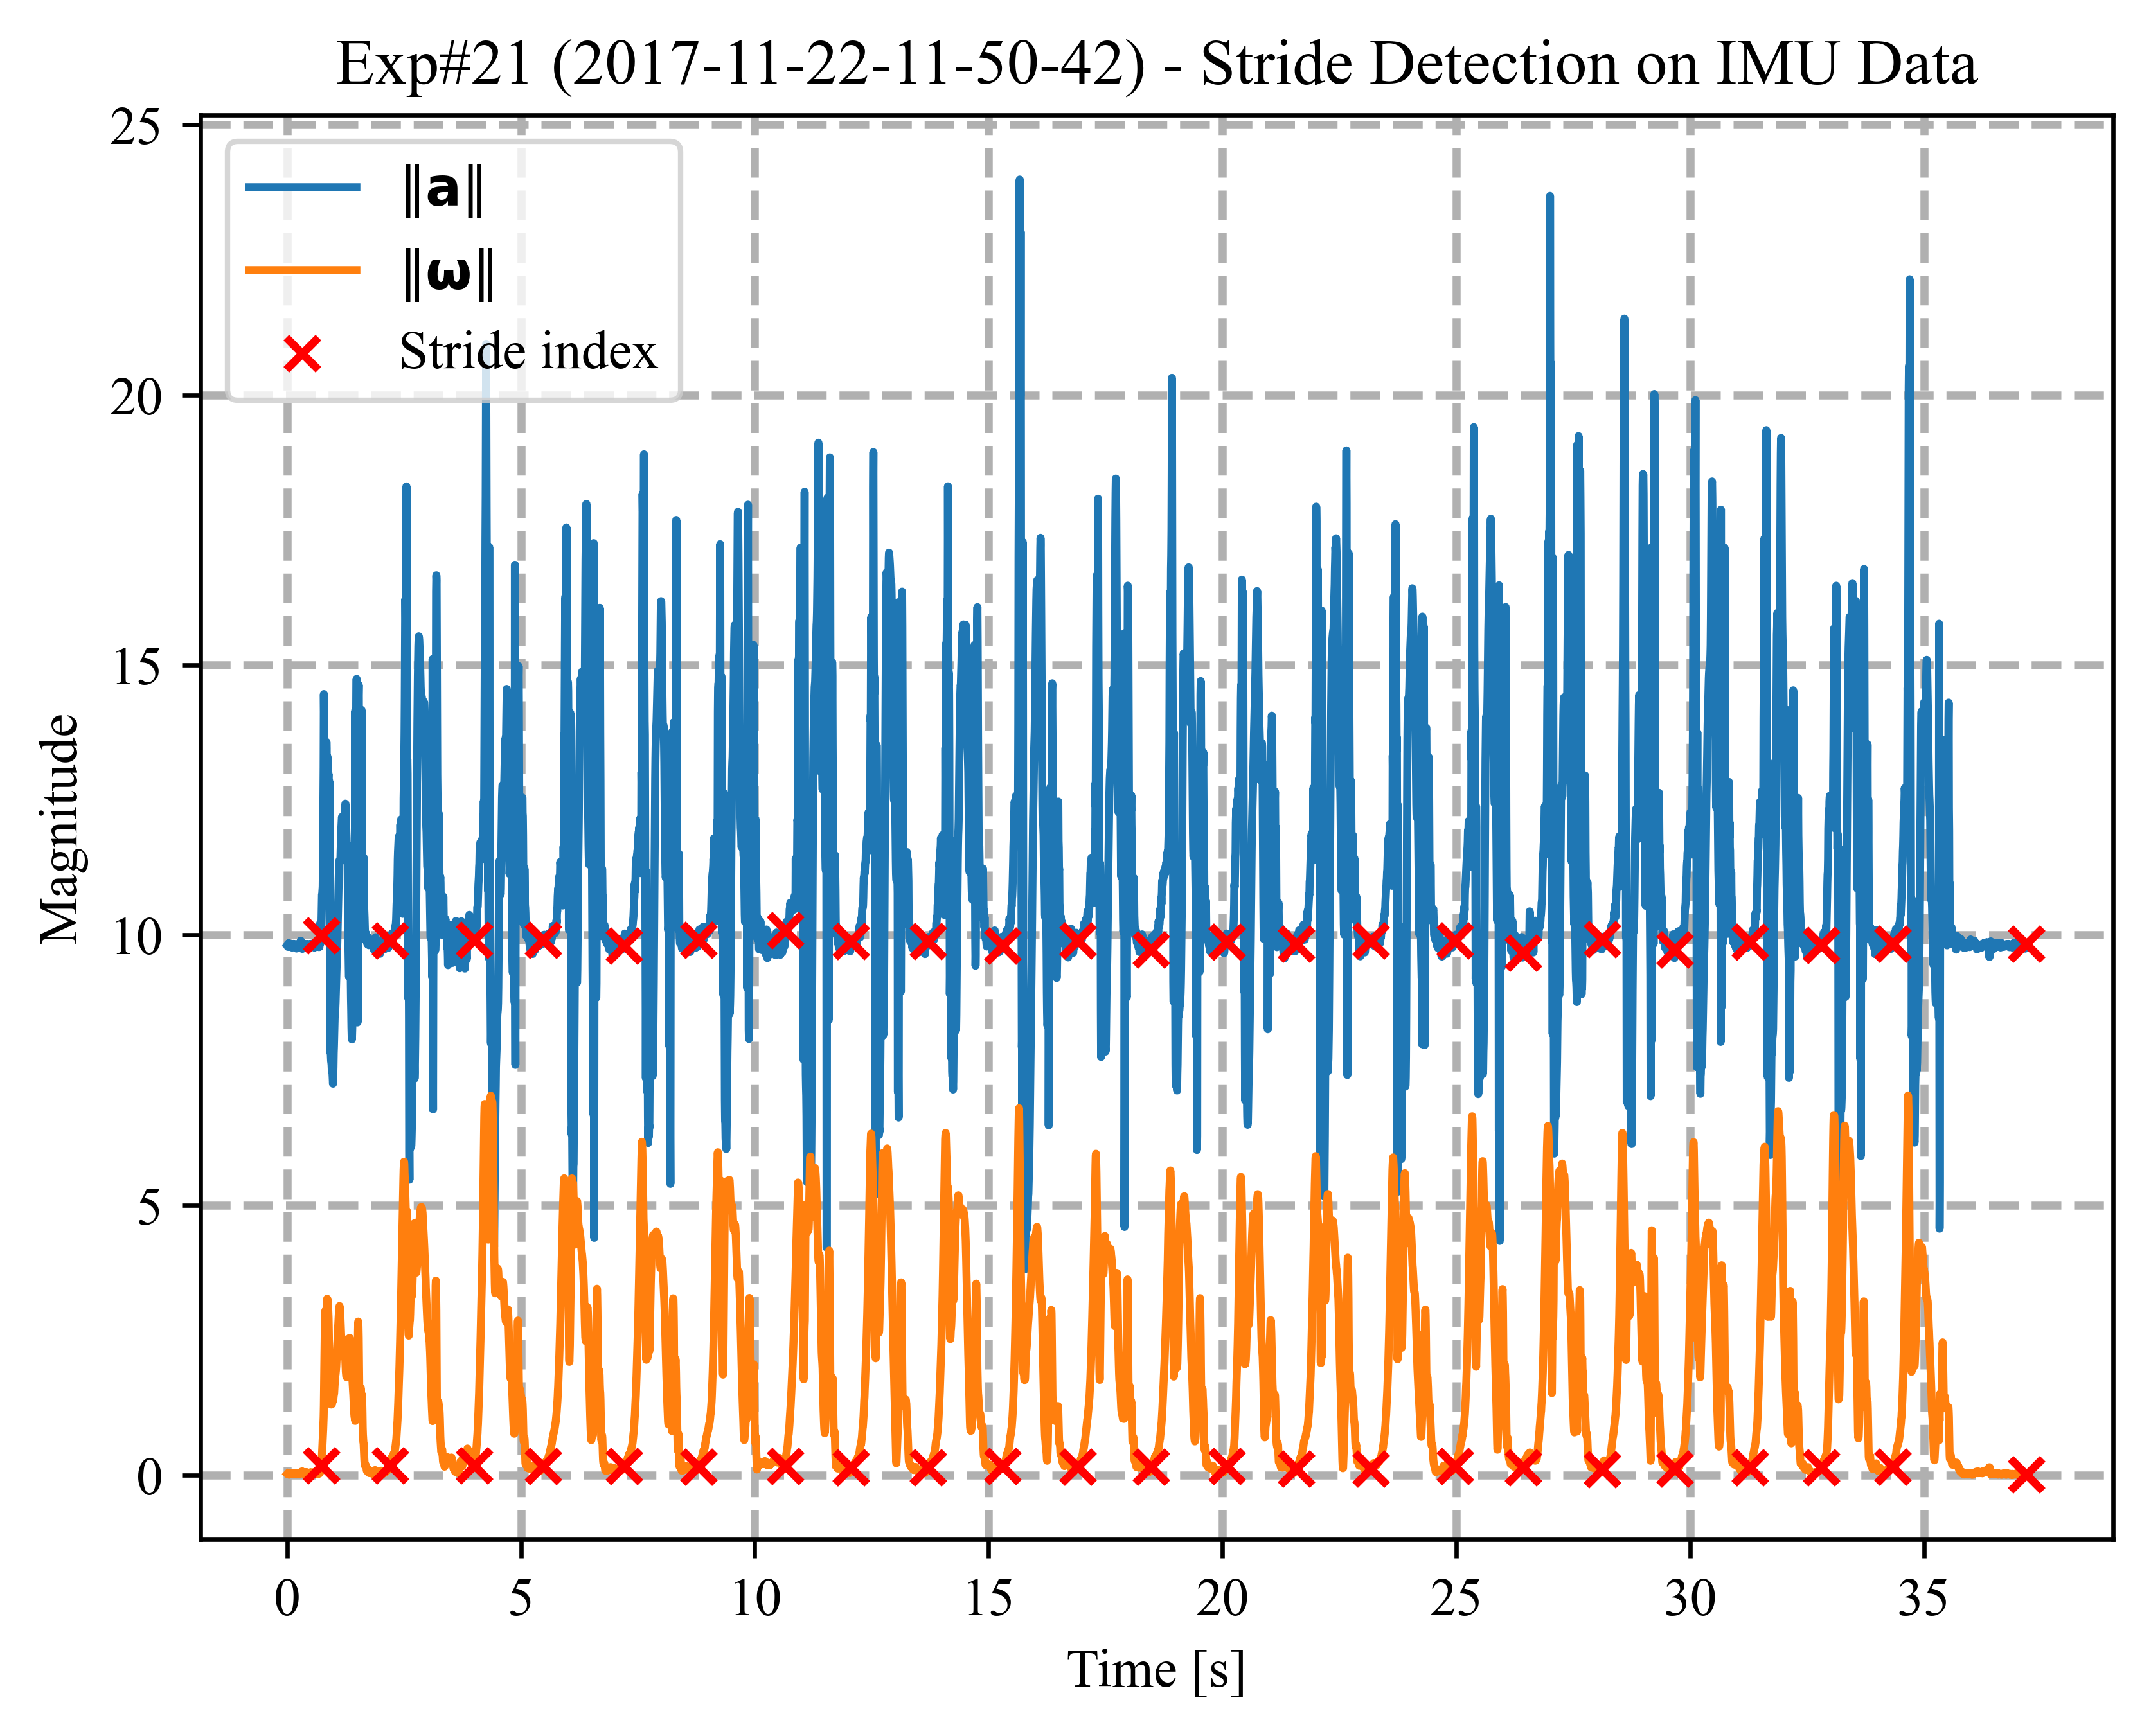 Exp#21 (2017-11-22-11-50-42) - Stride Detection on IMU Data
‖a‖
‖ω‖
Stride index
Magnitude
25
20
15
10
5
0
0 5 10 15 20 25 30 35
Time [s]